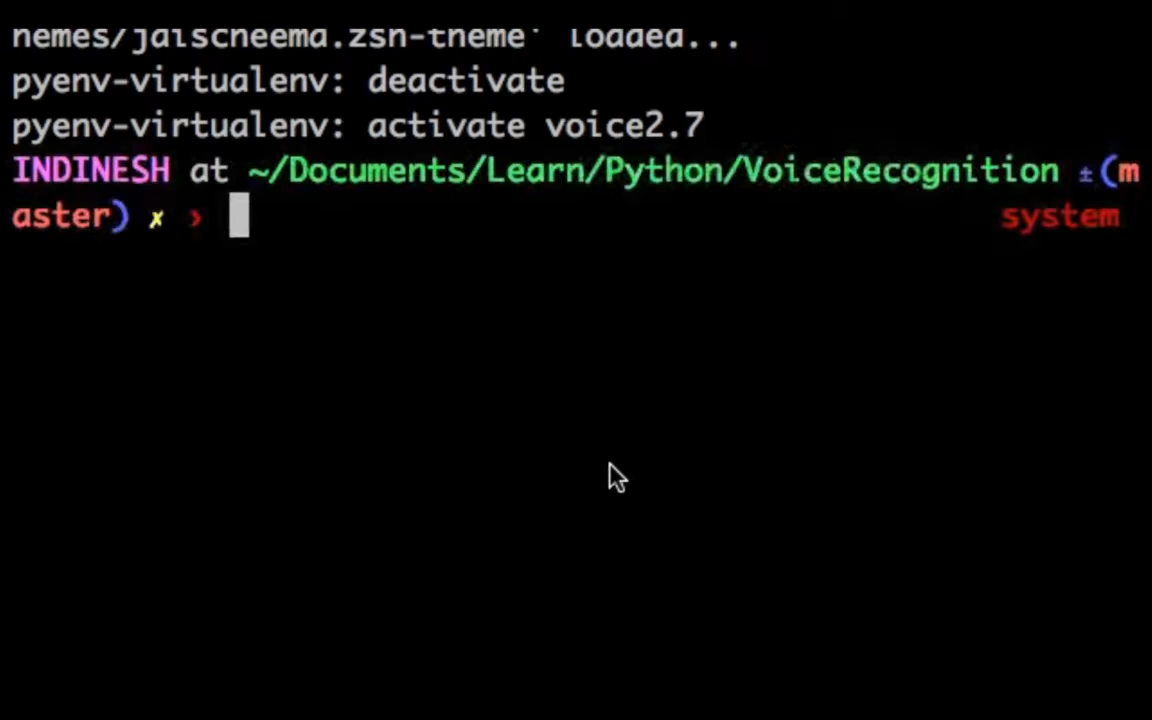 hemes/jaischeema.zsh-theme' loaded...
pyenv-virtualenv: deactivate
pyenv-virtualenv: activate voice2.7
INDINESH at ~/Documents/Learn/Python/VoiceRecognition ±(m
aster) ✗ › system